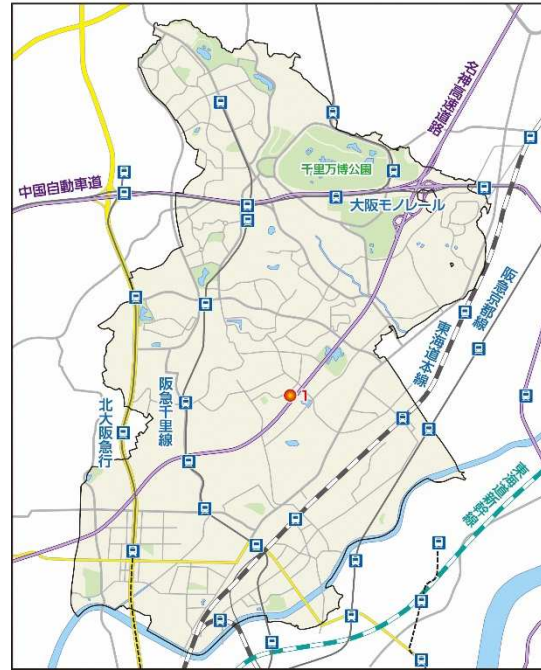 名神高速道路
千里万博公園
中国自動車道
大阪モノレール
阪急京都線
東海道本線
阪急千里線
1
北大阪急行
東海道新幹線